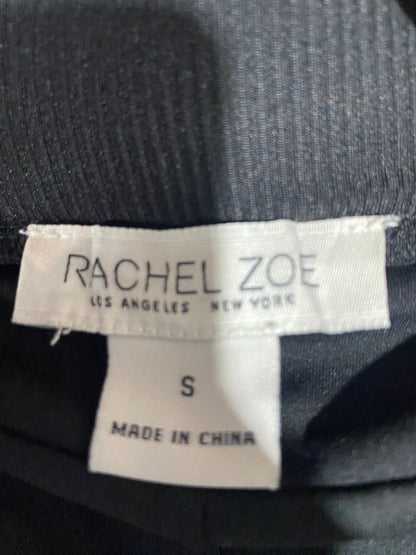 RACHEL ZOE
LOS ANGELES NEW YORK
S
MADE IN CHINA